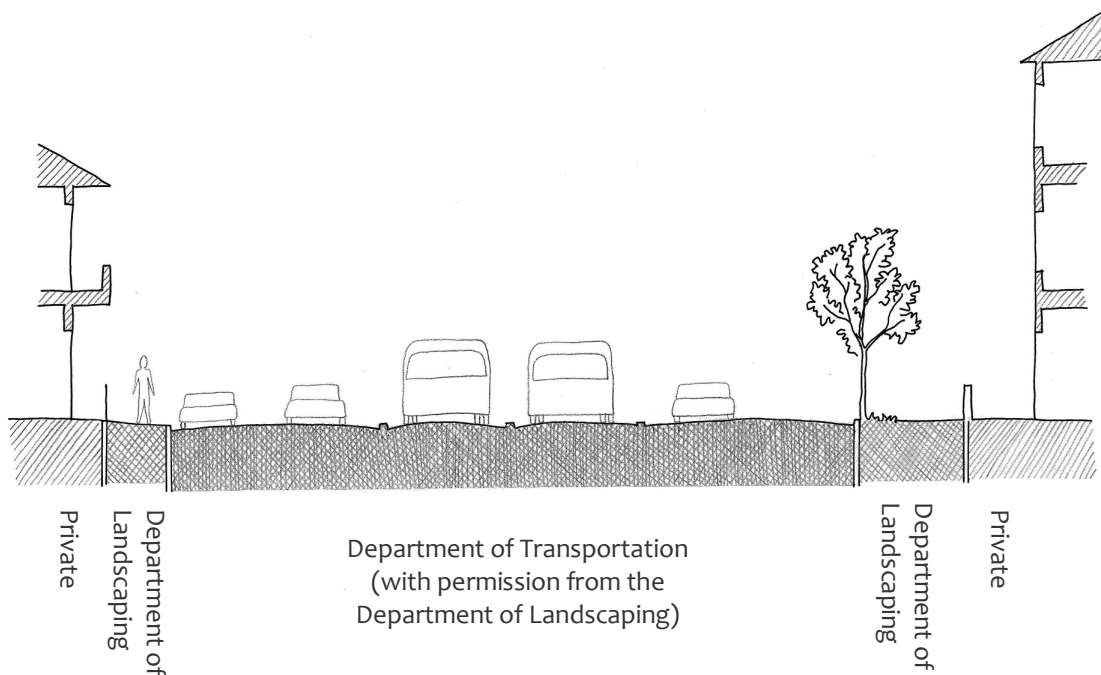 Private
Department of
Landscaping
Department of Transportation
(with permission from the
Department of Landscaping)
Department of
Landscaping
Private